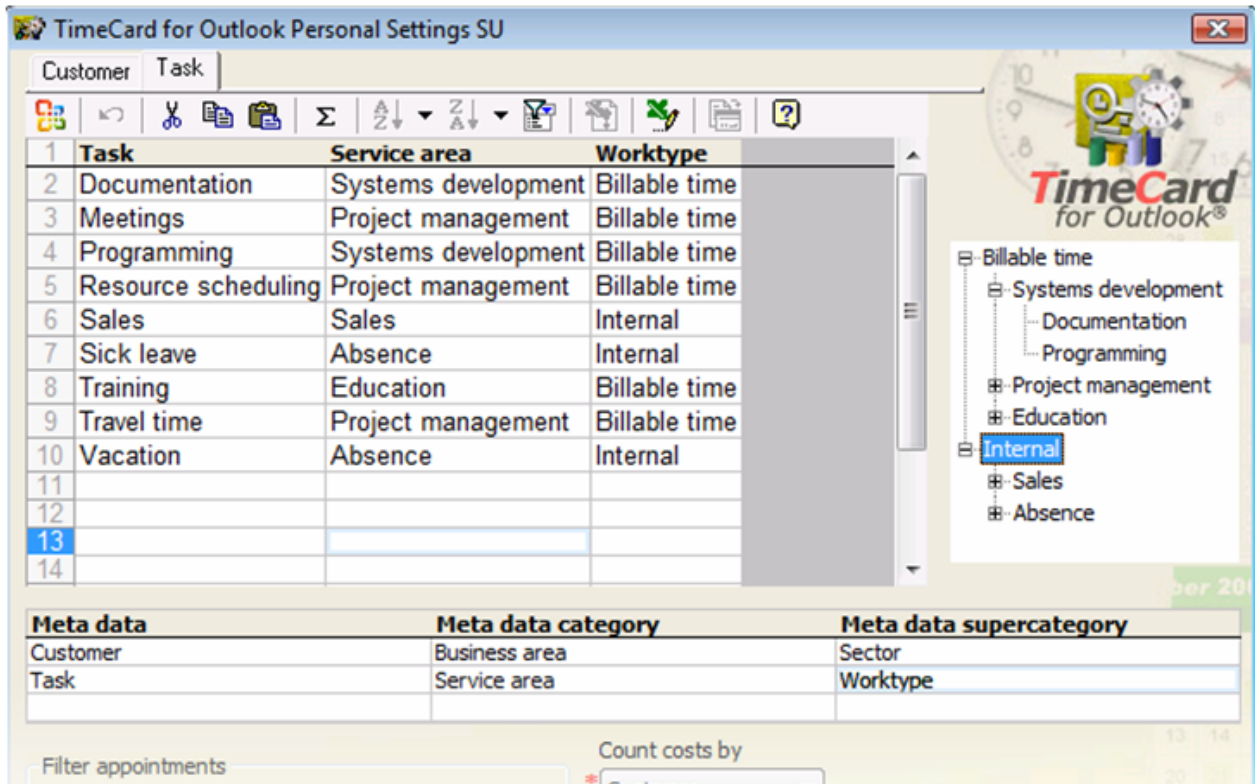 TimeCard for Outlook Personal Settings SU
Customer Task
1 Task Service area Worktype
2 Documentation Systems development Billable time
3 Meetings Project management Billable time
4 Programming Systems development Billable time
5 Resource scheduling Project management Billable time
6 Sales Sales Internal
7 Sick leave Absence Internal
8 Training Education Billable time
9 Travel time Project management Billable time
10 Vacation Absence Internal
11
12
13
14
TimeCard
for Outlook®
Billable time
Systems development
Documentation
Programming
Project management
Education
Internal
Sales
Absence
Meta data Meta data category Meta data supercategory
Customer Business area Sector
Task Service area Worktype
Filter appointments
Count costs by
*